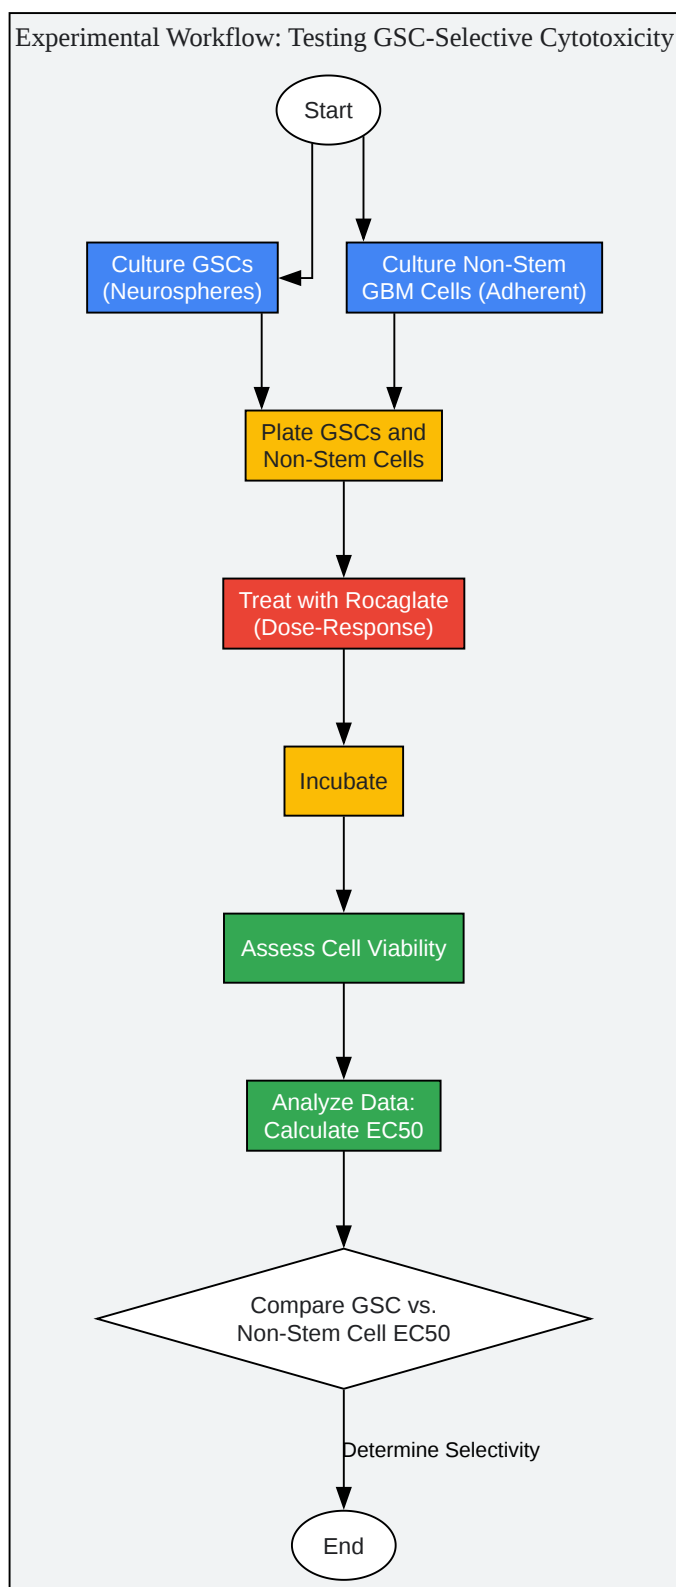 Experimental Workflow: Testing GSC-Selective Cytotoxicity
Start
Culture GSCs
(Neurospheres)
Culture Non-Stem
GBM Cells (Adherent)
Plate GSCs and
Non-Stem Cells
Treat with Rocaglate
(Dose-Response)
Incubate
Assess Cell Viability
Analyze Data:
Calculate EC50
Compare GSC vs.
Non-Stem Cell EC50
Determine Selectivity
End